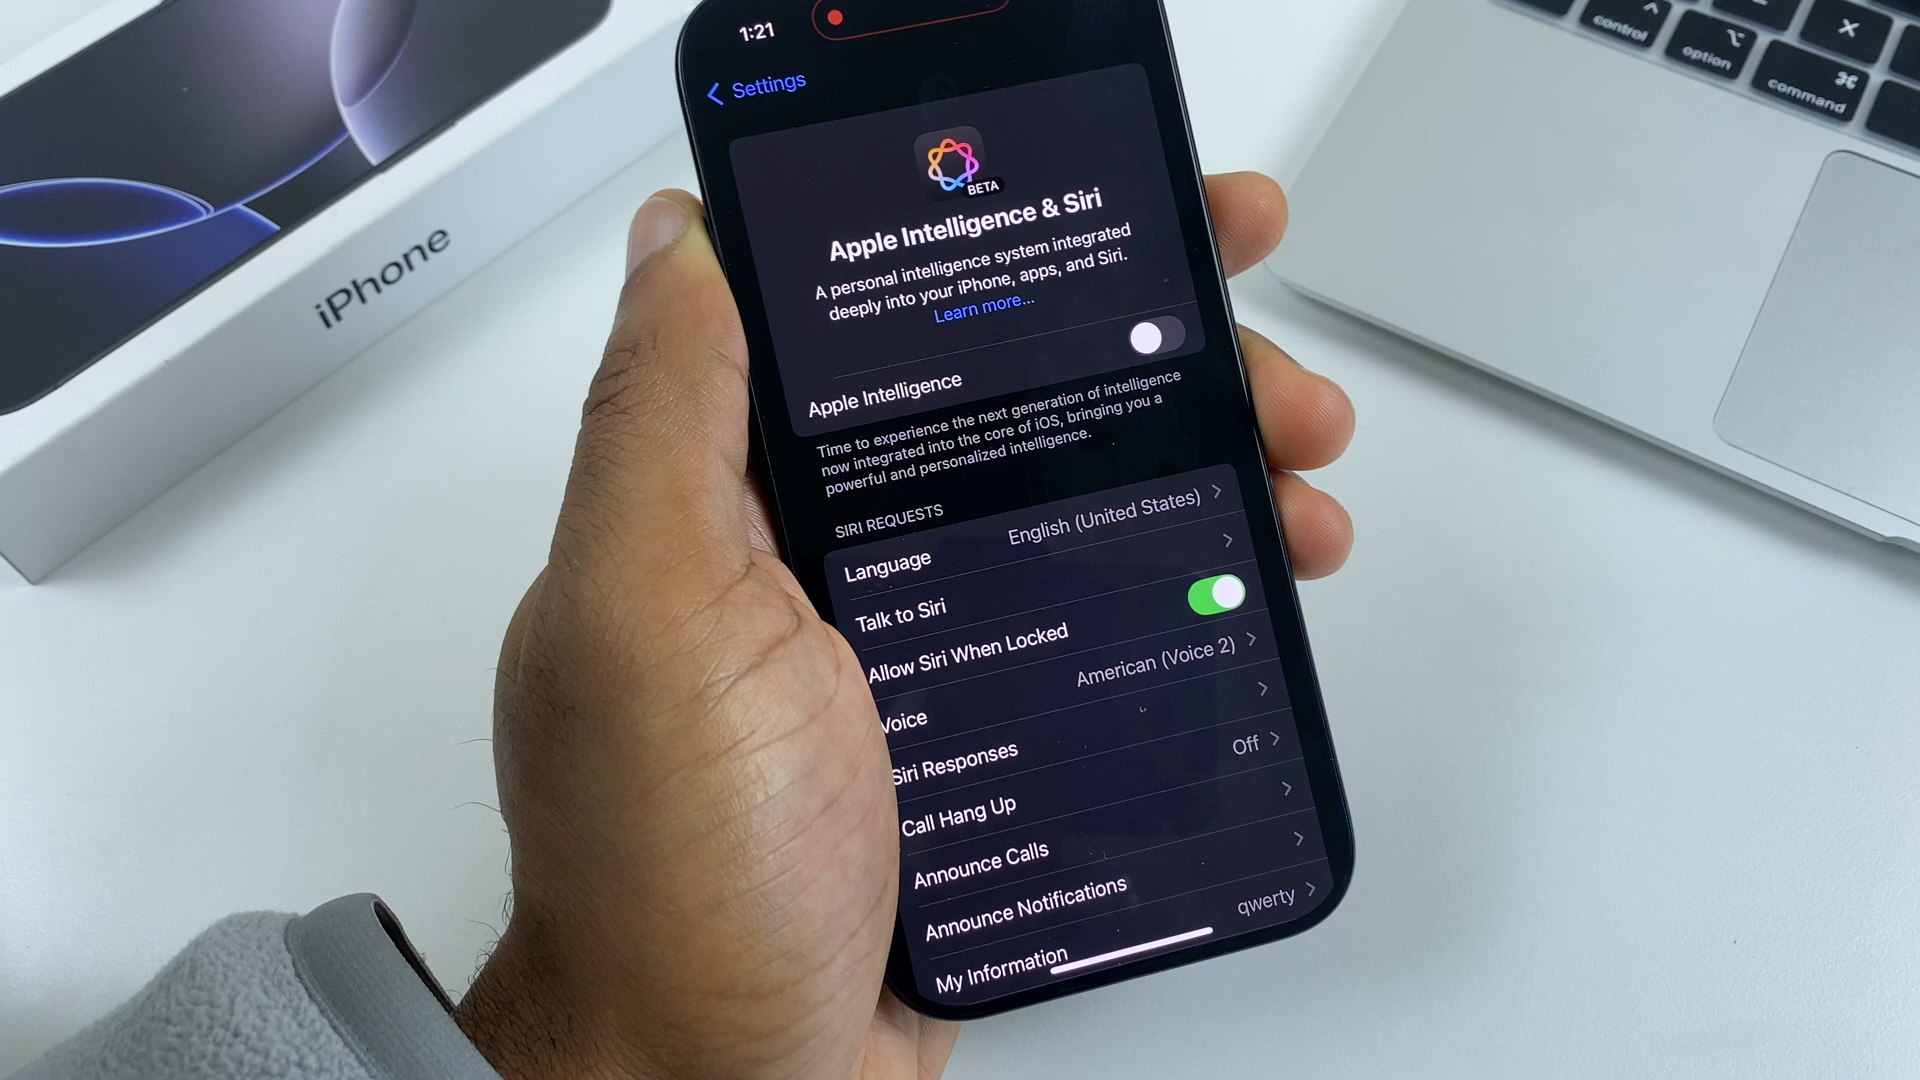 iPhone
1:21
Settings
BETA
Apple Intelligence & Siri
A personal intelligence system integrated
deeply into your iPhone, apps, and Siri.
Learn more...
Apple Intelligence
Time to experience the next generation of intelligence
now integrated into the core of iOS, bringing you a
powerful and personalized intelligence.
SIRI REQUESTS
Language English (United States)
Talk to Siri
Allow Siri When Locked
Voice American (Voice 2)
Siri Responses
Call Hang Up Off
Announce Calls
Announce Notifications
My Information qwerty
control
option
command
X